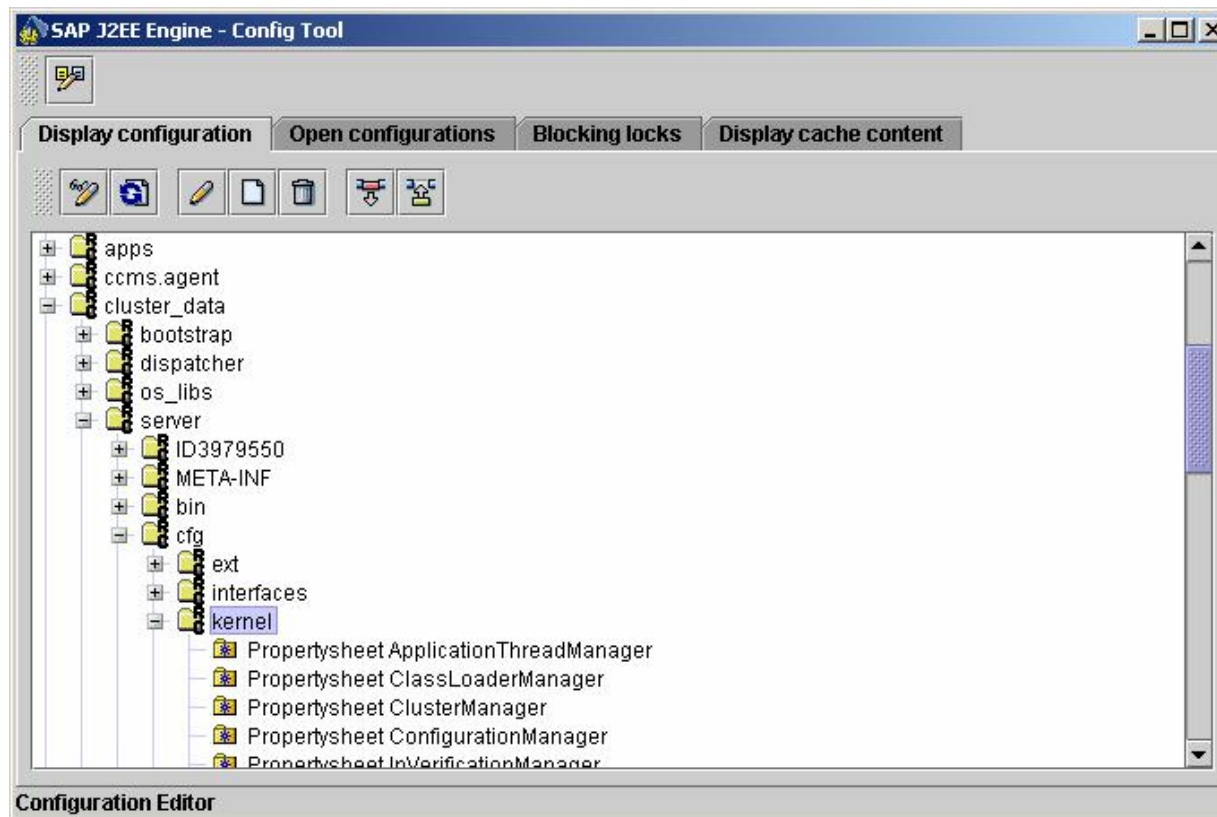 SAP J2EE Engine - Config Tool
Display configuration Open configurations Blocking locks Display cache content
apps
ccms.agent
cluster_data
bootstrap
dispatcher
os_libs
server
ID3979550
META-INF
bin
cfg
ext
interfaces
kernel
Propertysheet ApplicationThreadManager
Propertysheet ClassLoaderManager
Propertysheet ClusterManager
Propertysheet ConfigurationManager
Propertysheet InVerificationManager
Configuration Editor